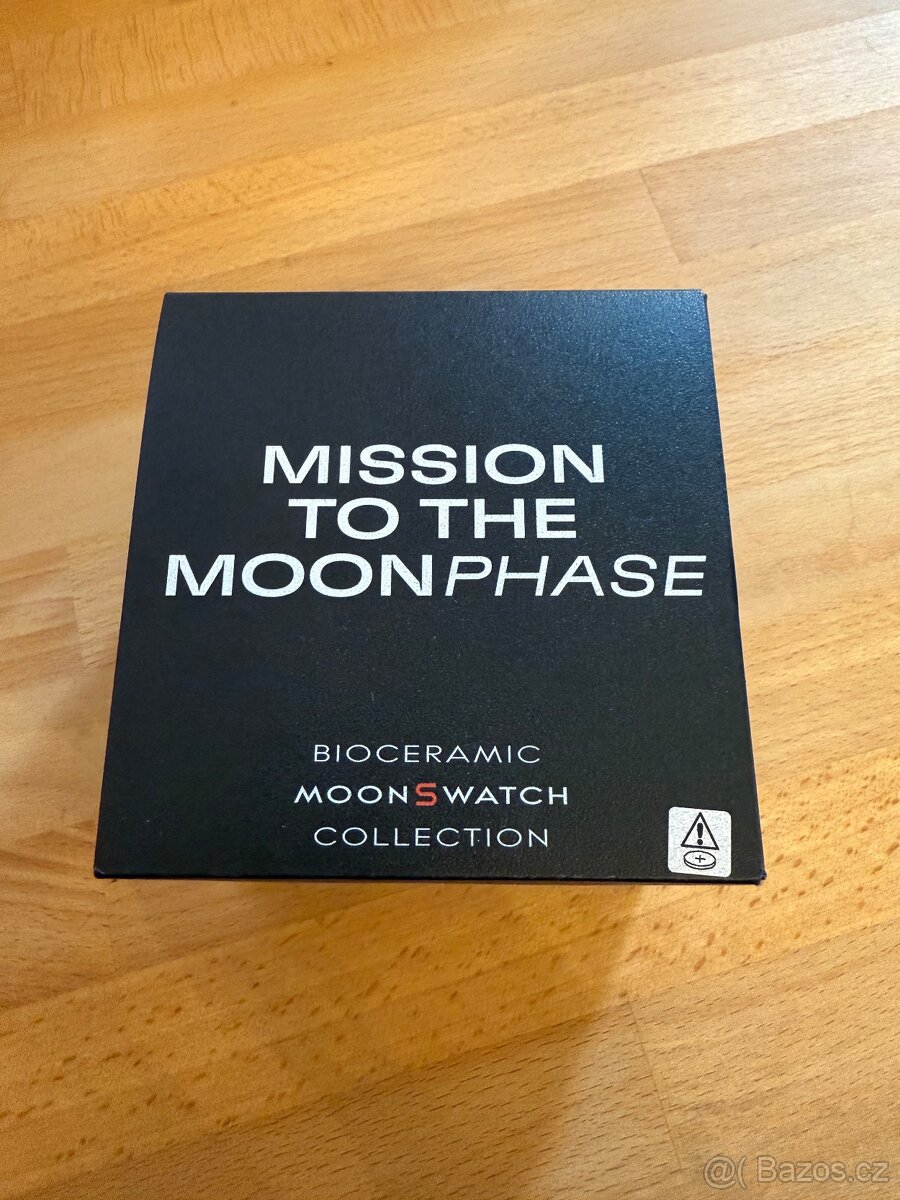 MISSION
TO THE
MOONPHASE
BIOCERAMIC
MOONSWATCH
COLLECTION
@( Bazos.cz